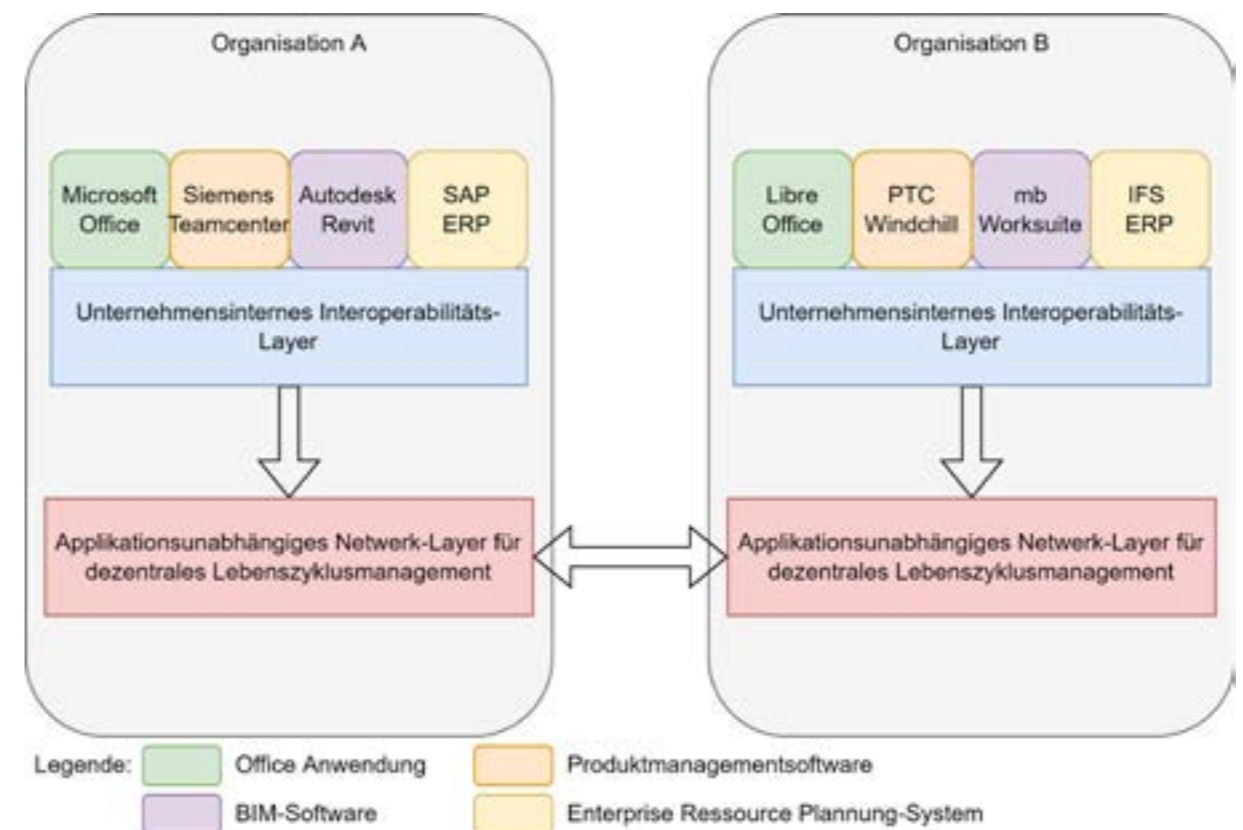 Organisation A
Microsoft
Office
Siemens
Teamcenter
Autodesk
Revit
SAP
ERP
Unternehmensinternes Interoperabilitäts-
Layer
Applikationsunabhängiges Netwerk-Layer für
dezentrales Lebenszyklusmanagement
Organisation B
Libre
Office
PTC
Windchill
mb
Worksuite
IFS
ERP
Unternehmensinternes Interoperabilitäts-
Layer
Applikationsunabhängiges Netwerk-Layer für
dezentrales Lebenszyklusmanagement
Legende:
Office Anwendung
Produktmanagementsoftware
BIM-Software
Enterprise Ressource Plannung-System